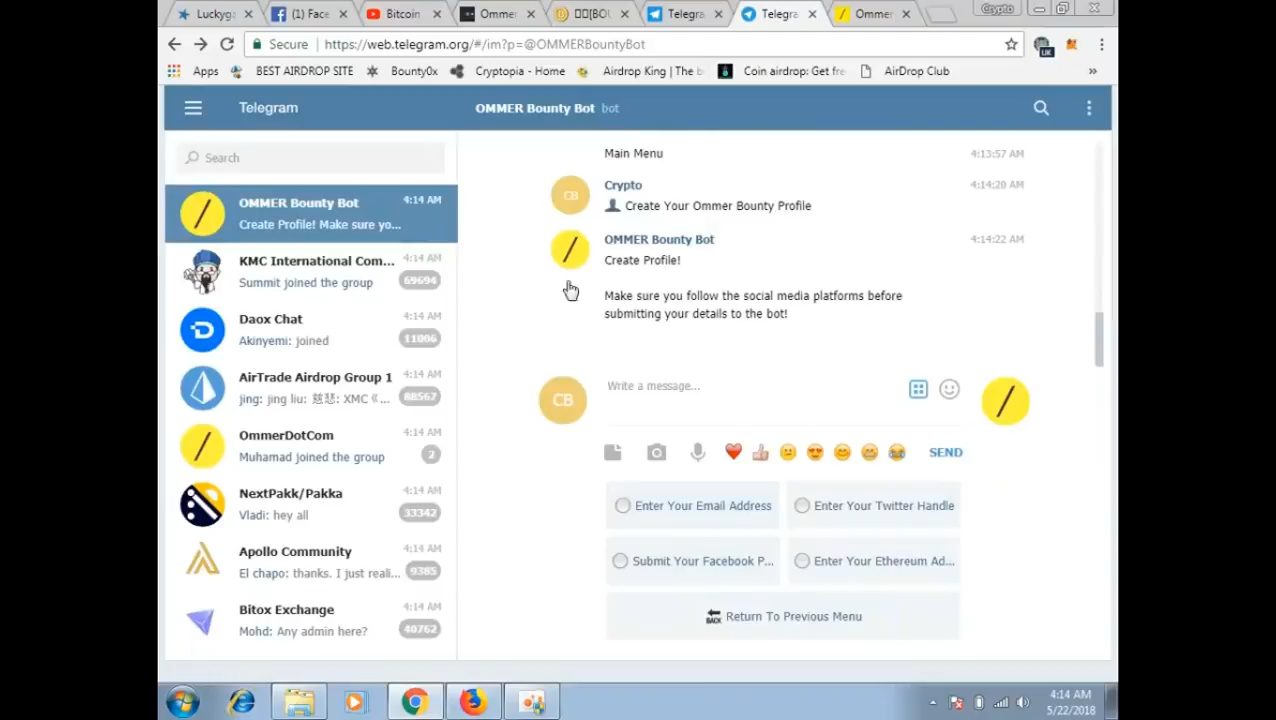 Luckyga
(1) Face
Bitcoin
Ommer
[BOU
Telegra
Telegra
Ommer
Crypto
Secure
https://web.telegram.org/#/im?p=@OMMERBountyBot
UK
Apps
BEST AIRDROP SITE
Bounty0x
Cryptopia - Home
Airdrop King | The b
Coin airdrop: Get fre
AirDrop Club
»
Telegram
OMMER Bounty Bot bot
Search
OMMER Bounty Bot 4:14 AM
Create Profile! Make sure yo...
KMC International Com... 4:14 AM
Summit joined the group 69694
Daox Chat 4:14 AM
Akinyemi: joined 11006
AirTrade Airdrop Group 1 4:14 AM
jing: jing liu: 慈悲: XMC《... 88562
OmmerDotCom 4:14 AM
Muhamad joined the group 2
NextPakk/Pakka 4:14 AM
Vladi: hey all 33342
Apollo Community 4:14 AM
El chapo: thanks. I just reali... 9385
Bitox Exchange 4:14 AM
Mohd: Any admin here? 40762
Main Menu 4:13:57 AM
CB
Crypto 4:14:20 AM
Create Your Ommer Bounty Profile
OMMER Bounty Bot 4:14:22 AM
Create Profile!
Make sure you follow the social media platforms before
submitting your details to the bot!
CB
Write a message...
SEND
Enter Your Email Address
Enter Your Twitter Handle
Submit Your Facebook P...
Enter Your Ethereum Ad...
BACK Return To Previous Menu
4:14 AM
5/22/2018